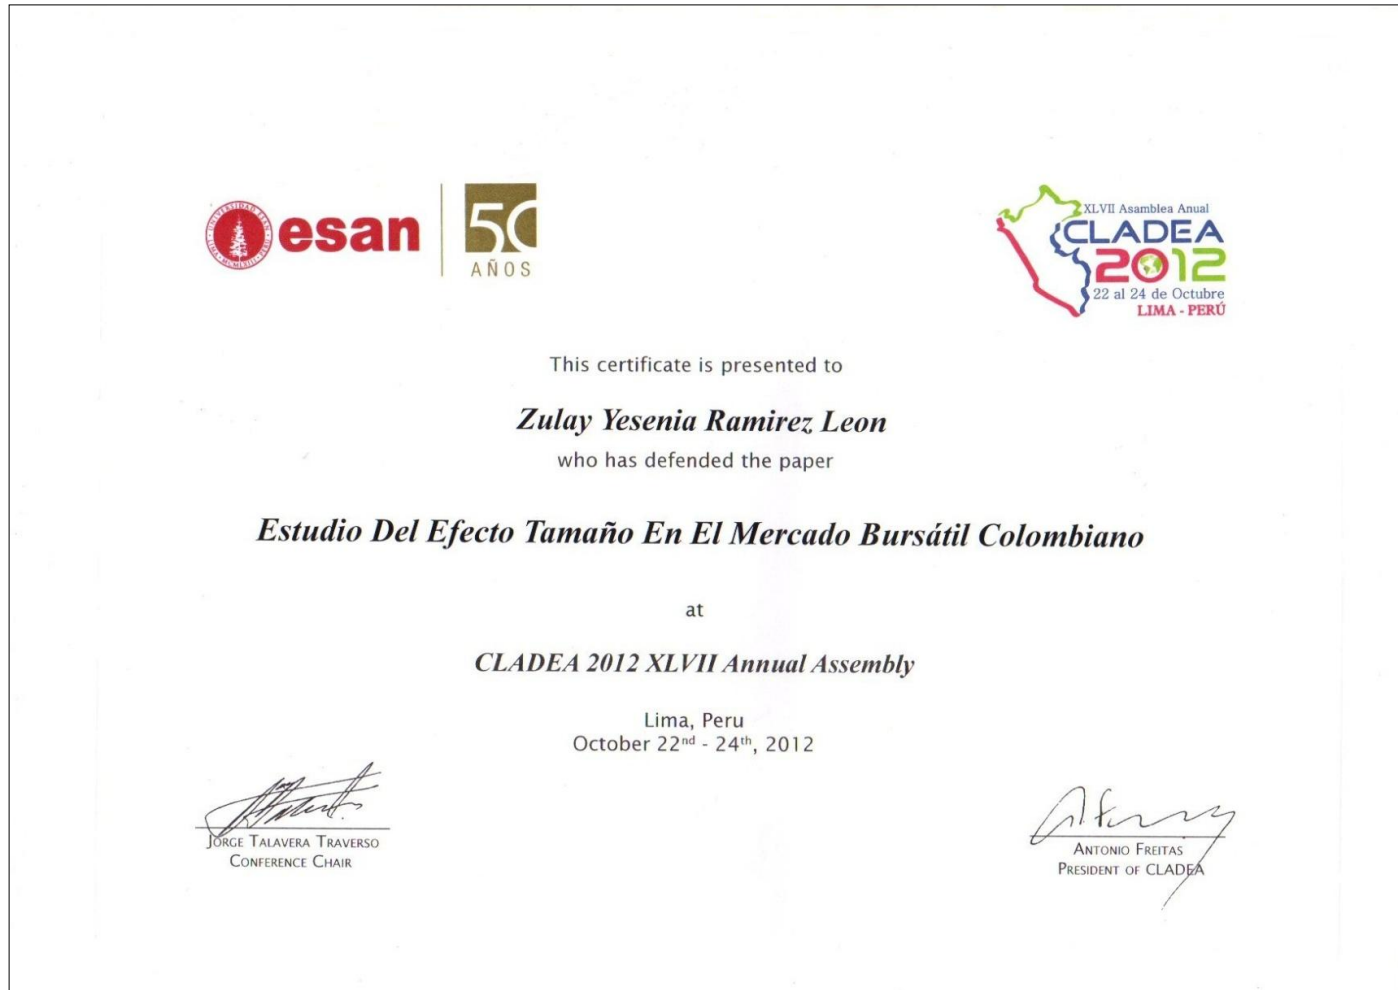 esan
50
AÑOS
XLVII Asamblea Anual
CLADEA
2012
22 al 24 de Octubre
LIMA - PERÚ
This certificate is presented to
Zulay Yesenia Ramirez Leon
who has defended the paper
Estudio Del Efecto Tamaño En El Mercado Bursátil Colombiano
at
CLADEA 2012 XLVII Annual Assembly
Lima, Peru
October 22nd - 24th, 2012
JORGE TALAVERA TRAVERSO
CONFERENCE CHAIR
ANTONIO FREITAS
PRESIDENT OF CLADEA